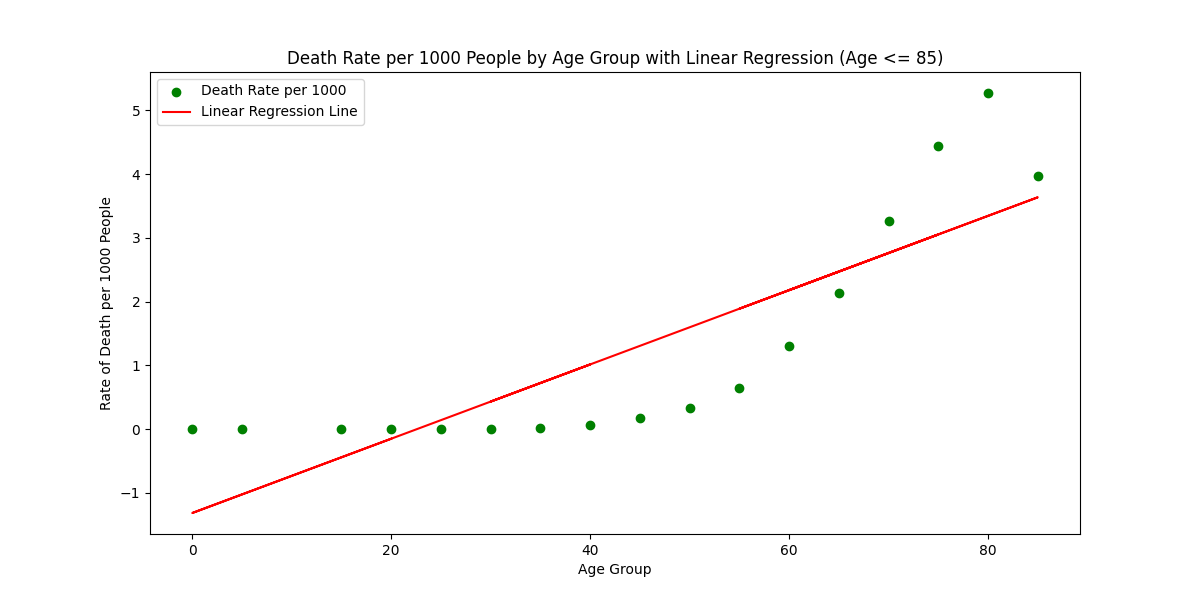 Death Rate per 1000 People by Age Group with Linear Regression (Age <= 85)
Death Rate per 1000
Linear Regression Line
Rate of Death per 1000 People
5
4
3
2
1
0
−1
0 20 40 60 80
Age Group